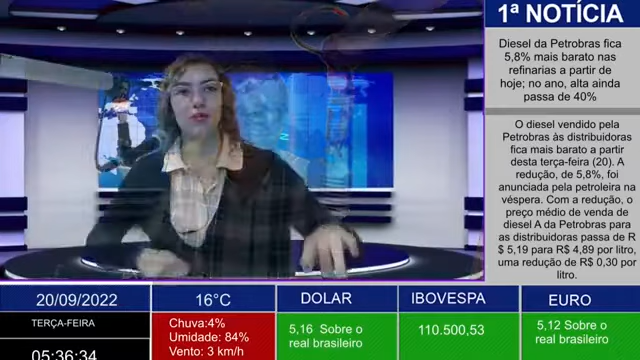 1ª NOTÍCIA
Diesel da Petrobras fica
5,8% mais barato nas
refinarias a partir de
hoje; no ano, alta ainda
passa de 40%
O diesel vendido pela
Petrobras às distribuidoras
fica mais barato a partir
desta terça-feira (20). A
redução, de 5,8%, foi
anunciada pela petroleira na
véspera. Com a redução, o
preço médio de venda de
diesel A da Petrobras para
as distribuidoras passa de R
$ 5,19 para R$ 4,89 por litro,
uma redução de R$ 0,30 por
litro.
20/09/2022
TERÇA-FEIRA
05:36:34
16°C
Chuva:4%
Umidade: 84%
Vento: 3 km/h
DOLAR
5,16 Sobre o
real brasileiro
IBOVESPA
110.500,53
EURO
5,12 Sobre o
real brasileiro